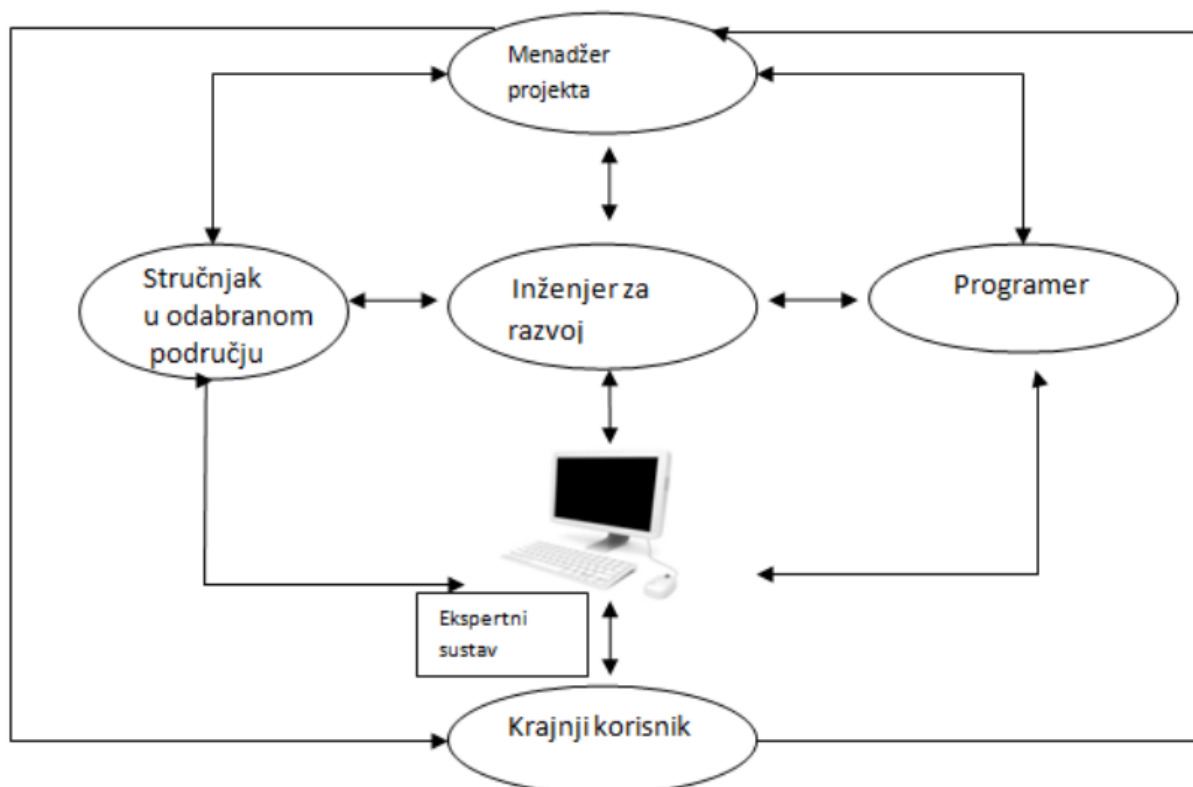 Menadžer
projekta
Stručnjak
u odabranom
području
Inženjer za
razvoj
Programer
Ekspertni
sustav
Krajnji korisnik